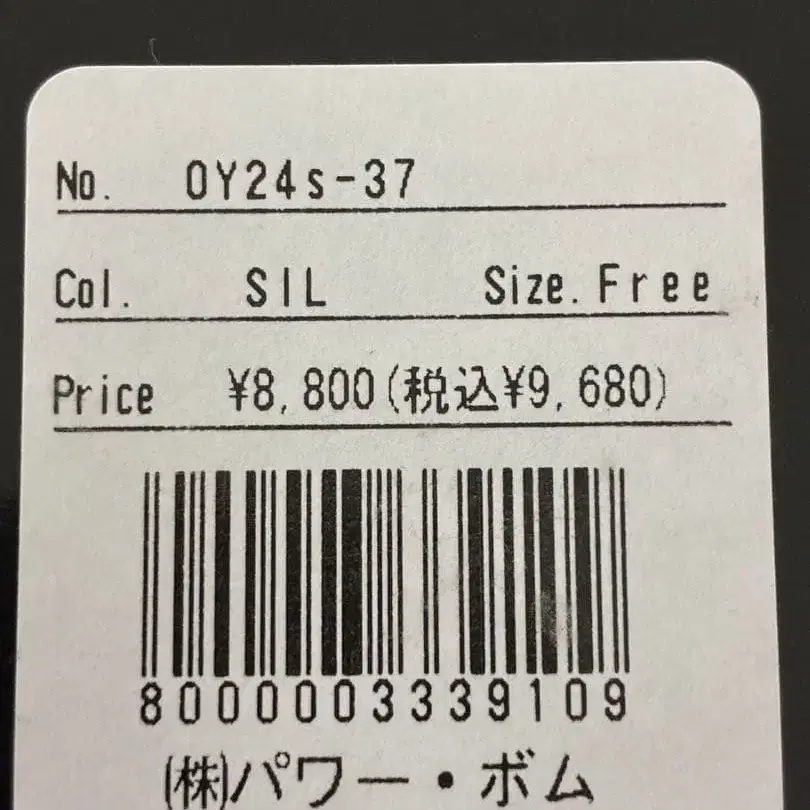 No. OY24s-37
Col. SIL Size. Free
Price ¥8,800(税込¥9,680)
8000003339109
(株)パワー・ボム